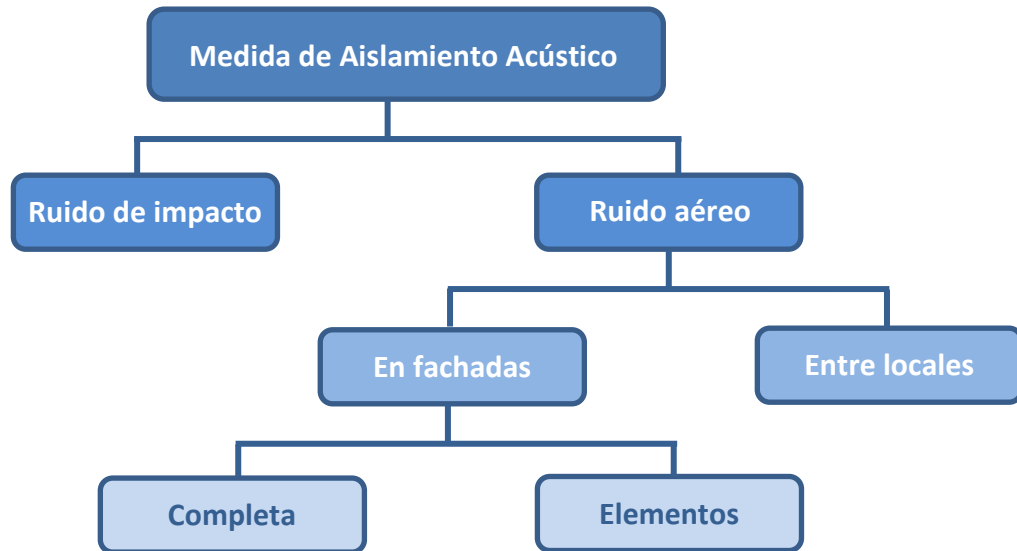 Medida de Aislamiento Acústico
Ruido de impacto
Ruido aéreo
En fachadas
Entre locales
Completa
Elementos